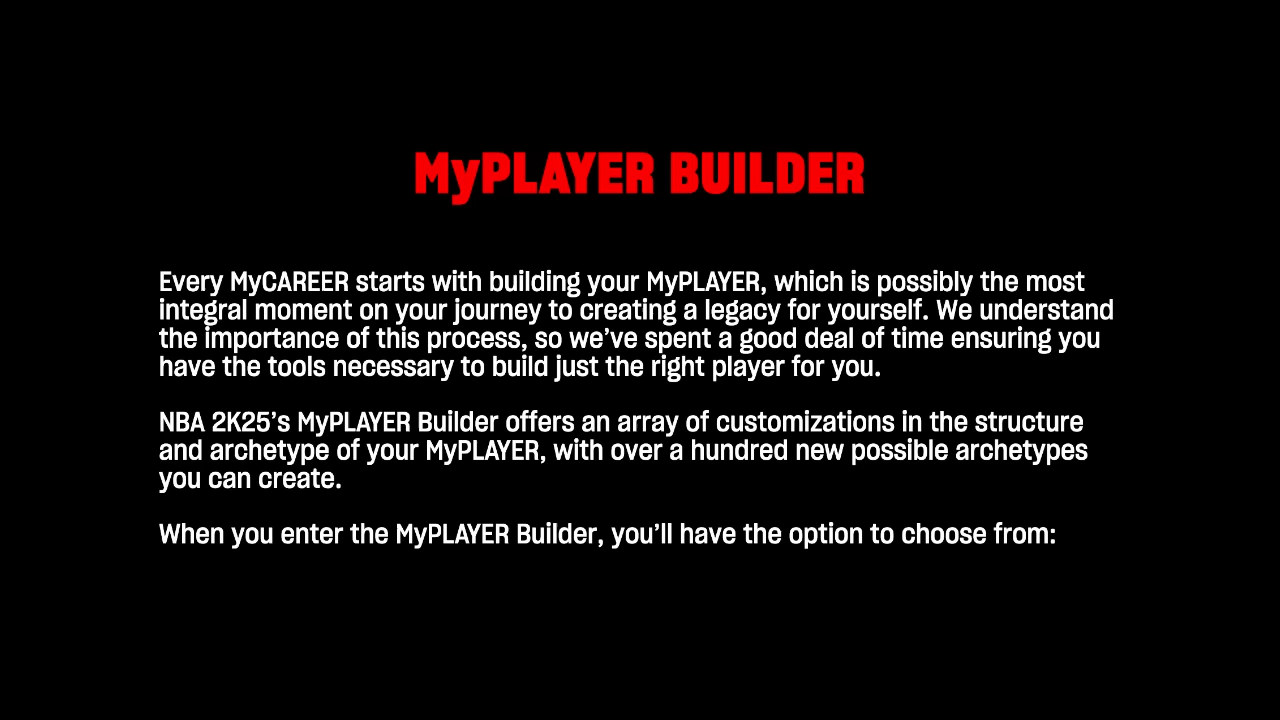 MyPLAYER BUILDER
Every MyCAREER starts with building your MyPLAYER, which is possibly the most
integral moment on your journey to creating a legacy for yourself. We understand
the importance of this process, so we’ve spent a good deal of time ensuring you
have the tools necessary to build just the right player for you.
NBA 2K25’s MyPLAYER Builder offers an array of customizations in the structure
and archetype of your MyPLAYER, with over a hundred new possible archetypes
you can create.
When you enter the MyPLAYER Builder, you’ll have the option to choose from: